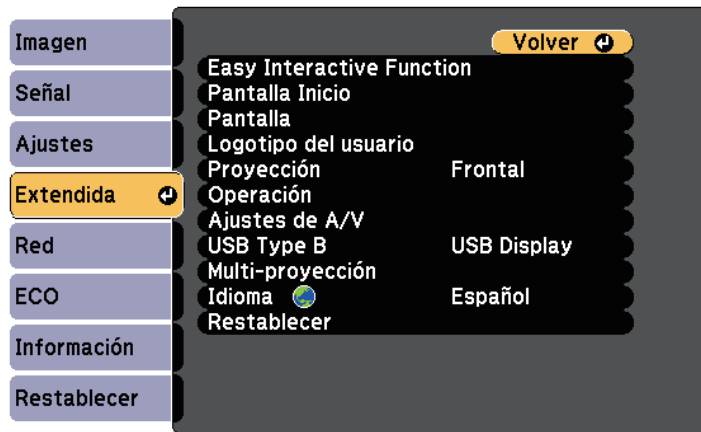 Imagen
Señal
Ajustes
Extendida
Red
ECO
Información
Restablecer
Volver
Easy Interactive Function
Pantalla Inicio
Pantalla
Logotipo del usuario
Proyección Frontal
Operación
Ajustes de A/V
USB Type B USB Display
Multi-proyección
Idioma Español
Restablecer